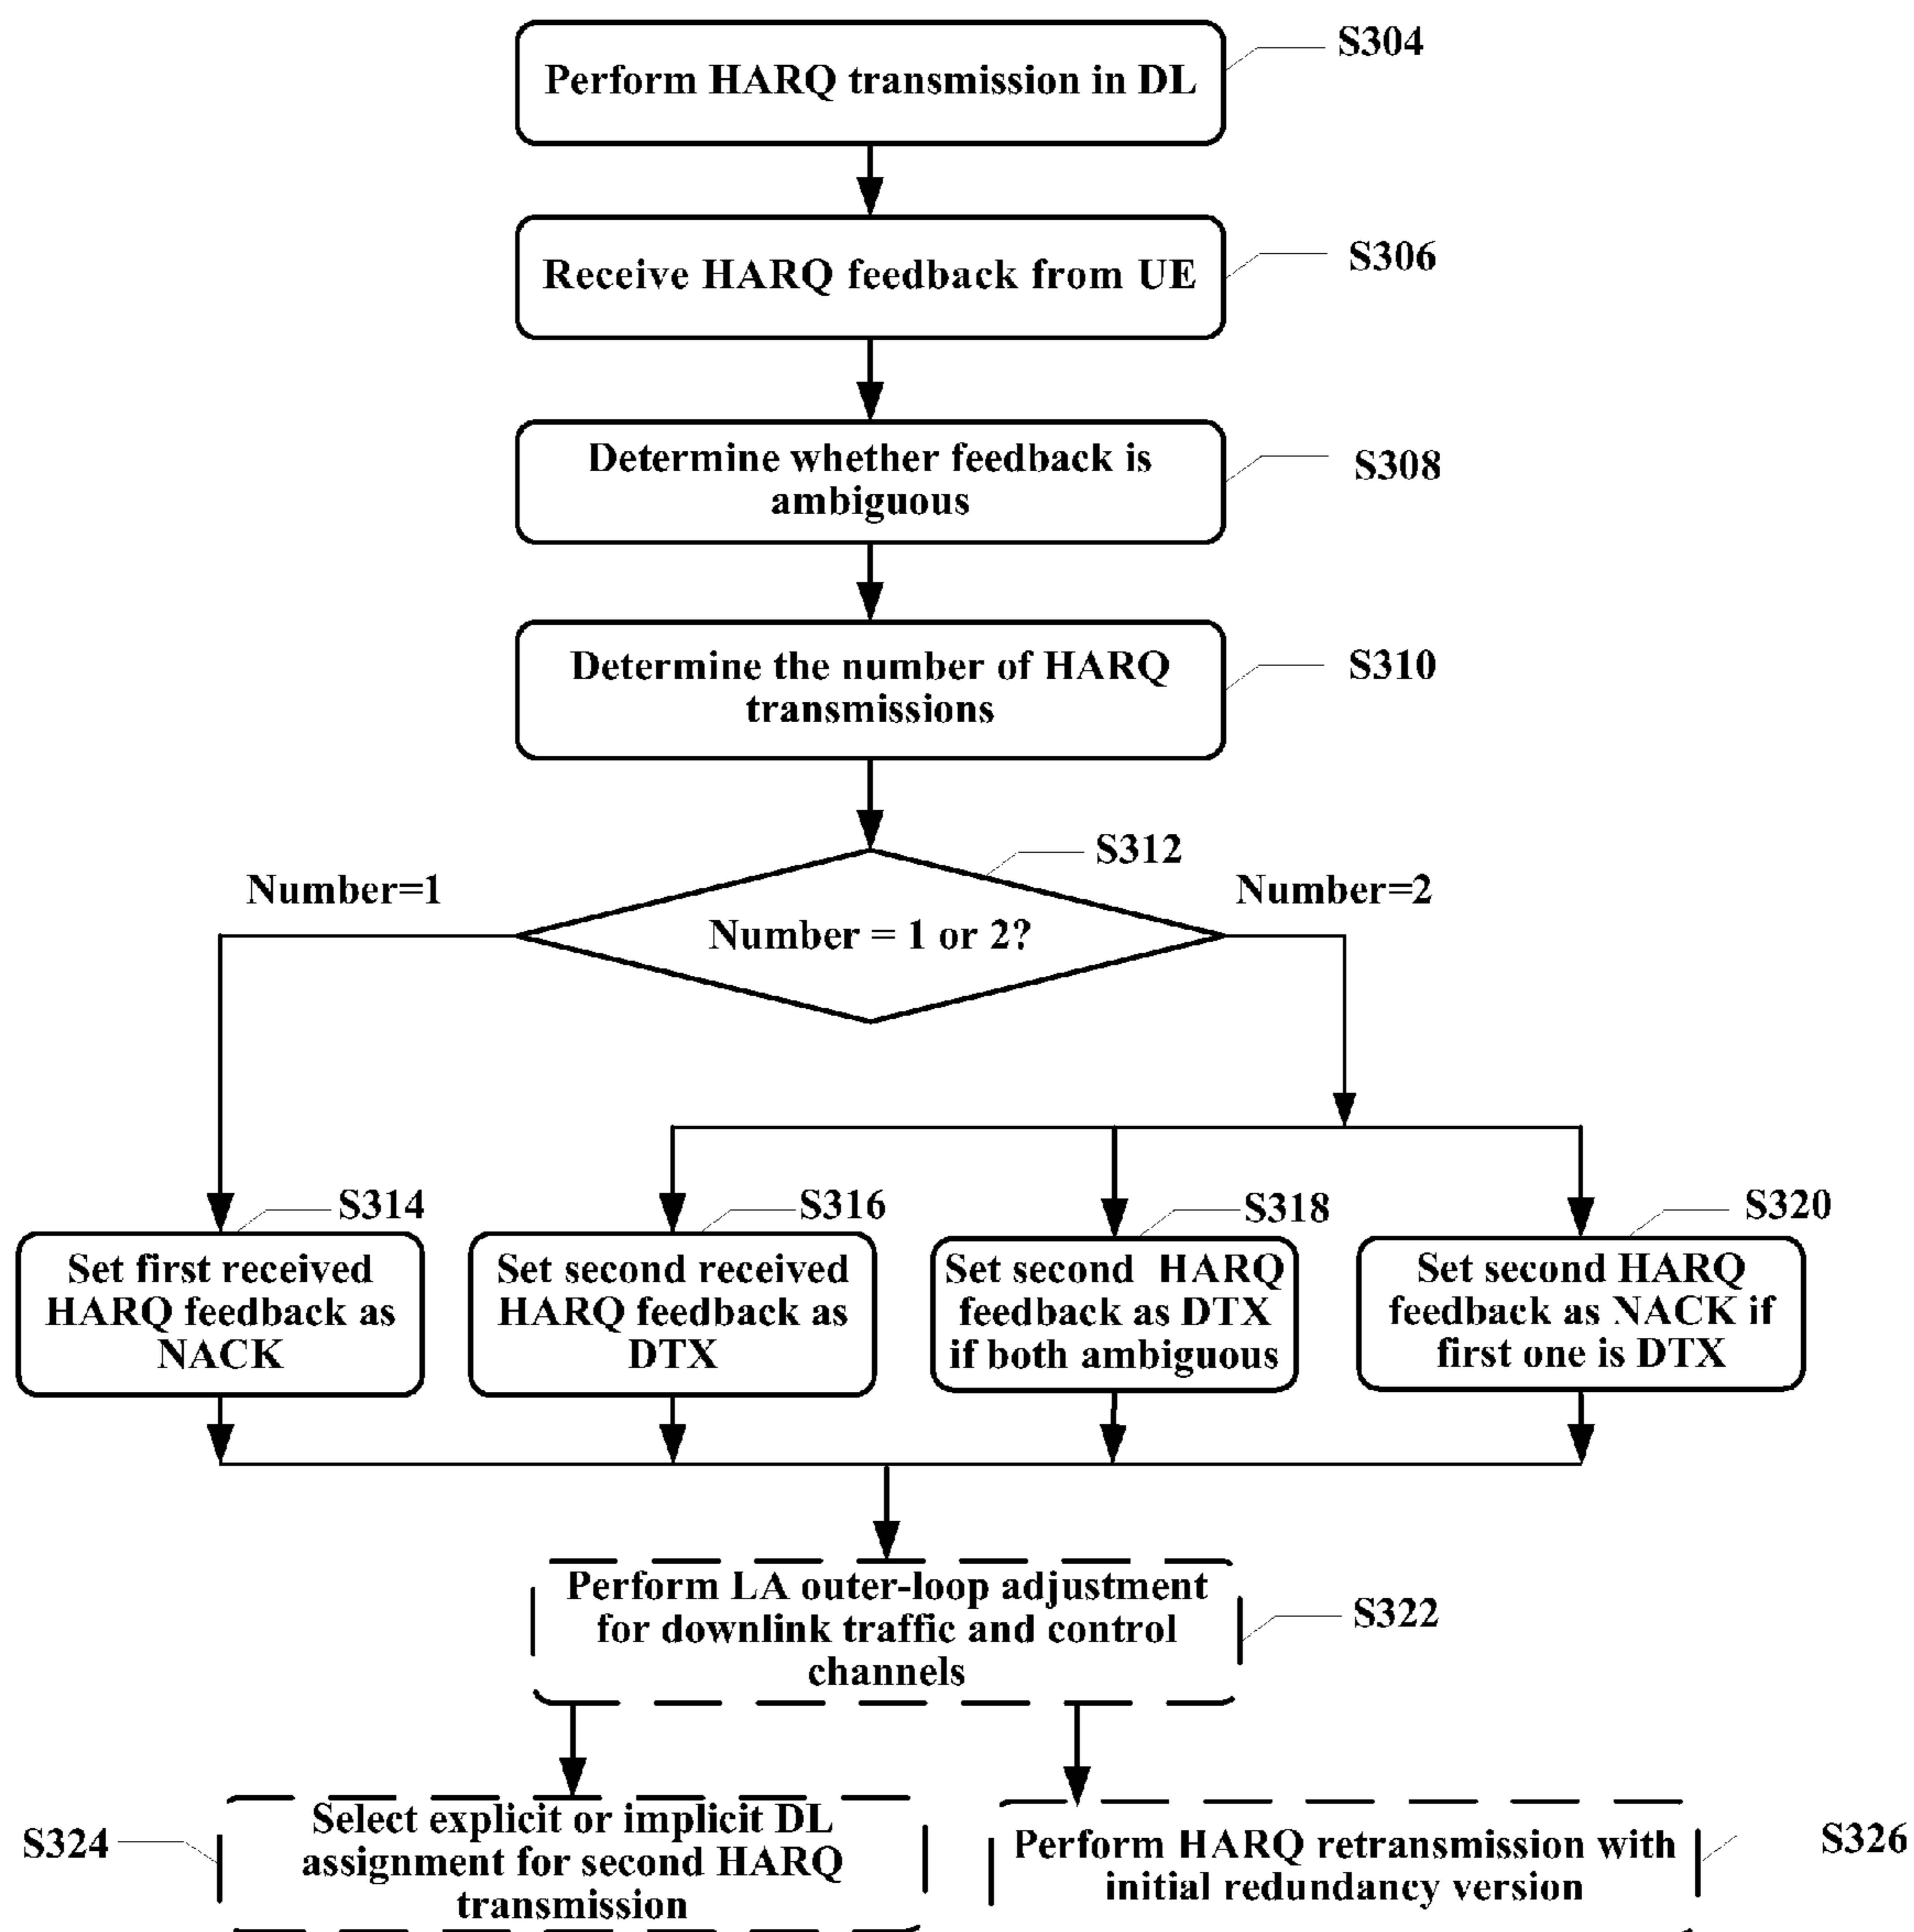 Perform HARQ transmission in DL
S304
Receive HARQ feedback from UE
S306
Determine whether feedback is
ambiguous
S308
Determine the number of HARQ
transmissions
S310
S312
Number=1
Number = 1 or 2?
Number=2
S314
Set first received
HARQ feedback as
NACK
S316
Set second received
HARQ feedback as
DTX
S318
Set second HARQ
feedback as DTX
if both ambiguous
S320
Set second HARQ
feedback as NACK if
first one is DTX
Perform LA outer-loop adjustment
for downlink traffic and control
channels
S322
S324
Select explicit or implicit DL
assignment for second HARQ
transmission
Perform HARQ retransmission with
initial redundancy version
S326